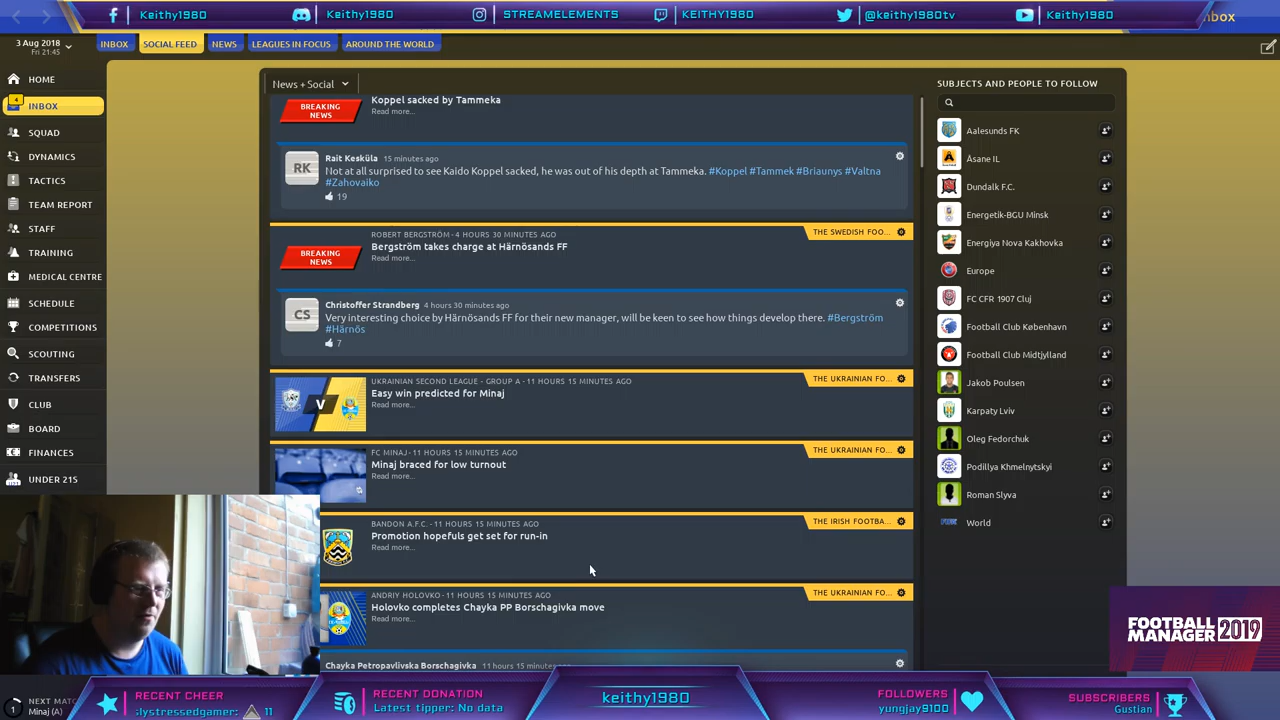 Keithy1980
Keithy1980
STREAMELEMENTS
KEITHY1980
@keithy1980tv
Keithy1980
nbox
3 Aug 2018
Fri 21:45
INBOX
SOCIAL FEED
NEWS
LEAGUES IN FOCUS
AROUND THE WORLD
HOME
4
INBOX
SQUAD
DYNAMICS
TACTICS
TEAM REPORT
STAFF
TRAINING
MEDICAL CENTRE
SCHEDULE
COMPETITIONS
SCOUTING
TRANSFERS
CLUB
BOARD
FINANCES
UNDER 21S
News + Social
BREAKING NEWS
Koppel sacked by Tammeka
Read more...
RK
Rait Kesküla 15 minutes ago
Not at all surprised to see Kaido Koppel sacked, he was out of his depth at Tammeka. #Koppel #Tammek #Briaunys #Valtna
#Zahovaiko
19
ROBERT BERGSTRÖM - 4 HOURS 30 MINUTES AGO
THE SWEDISH FOO...
BREAKING NEWS
Bergström takes charge at Härnösands FF
Read more...
CS
Christoffer Strandberg 4 hours 30 minutes ago
Very interesting choice by Härnösands FF for their new manager, will be keen to see how things develop there. #Bergström
#Härnös
7
UKRAINIAN SECOND LEAGUE - GROUP A - 11 HOURS 15 MINUTES AGO
THE UKRAINIAN FO...
V
Easy win predicted for Minaj
Read more...
FC MINAJ - 11 HOURS 15 MINUTES AGO
THE UKRAINIAN FO...
Minaj braced for low turnout
Read more...
BANDON A.F.C. - 11 HOURS 15 MINUTES AGO
THE IRISH FOOTBA...
Promotion hopefuls get set for run-in
Read more...
ANDRIY HOLOVKO - 11 HOURS 15 MINUTES AGO
THE UKRAINIAN FO...
Holovko completes Chayka PP Borschagivka move
Read more...
Chayka Petropavlivska Borschagivka 11 hours 15 minutes ago
SUBJECTS AND PEOPLE TO FOLLOW
Aalesunds FK
Åsane IL
Dundalk F.C.
Energetik-BGU Minsk
Energiya Nova Kakhovka
Europe
FC CFR 1907 Cluj
Football Club København
Football Club Midtjylland
Jakob Poulsen
Karpaty Lviv
Oleg Fedorchuk
Podillya Khmelnytskyi
Roman Slyva
World
FOOTBALL
MANAGER 2019
1
NEXT MATC
Minaj (A)
RECENT CHEER
:lystressedgamer: 11
RECENT DONATION
Latest tipper: No data
keithy1980
FOLLOWERS
yungjay9100
SUBSCRIBERS
Gustian